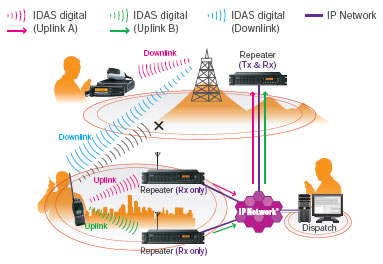 IDAS digital
(Uplink A)
IDAS digital
(Uplink B)
IDAS digital
(Downlink)
IP Network
Downlink
Repeater
(Tx & Rx)
Downlink
Uplink
Repeater (Rx only)
Uplink
IP Network
Repeater (Rx only)
Dispatch